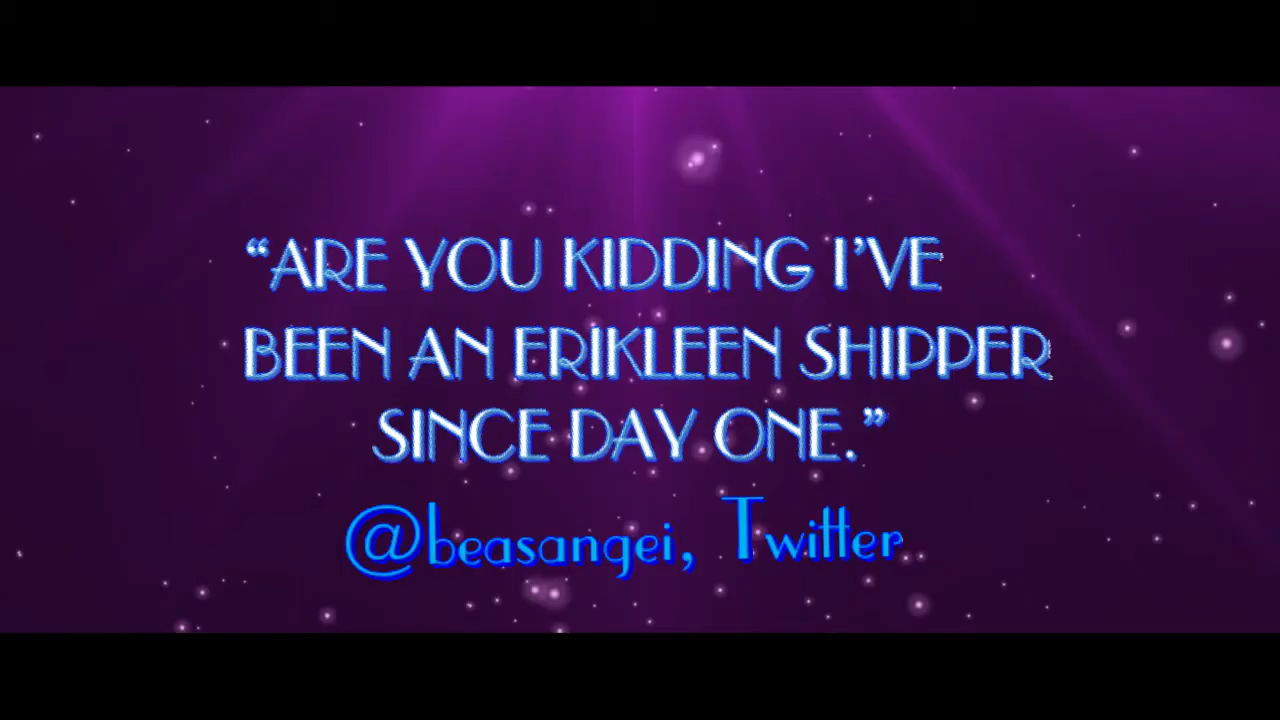 “ARE YOU KIDDING I’VE
BEEN AN ERIKLEEN SHIPPER
SINCE DAY ONE.”
@beasangei, Twitter